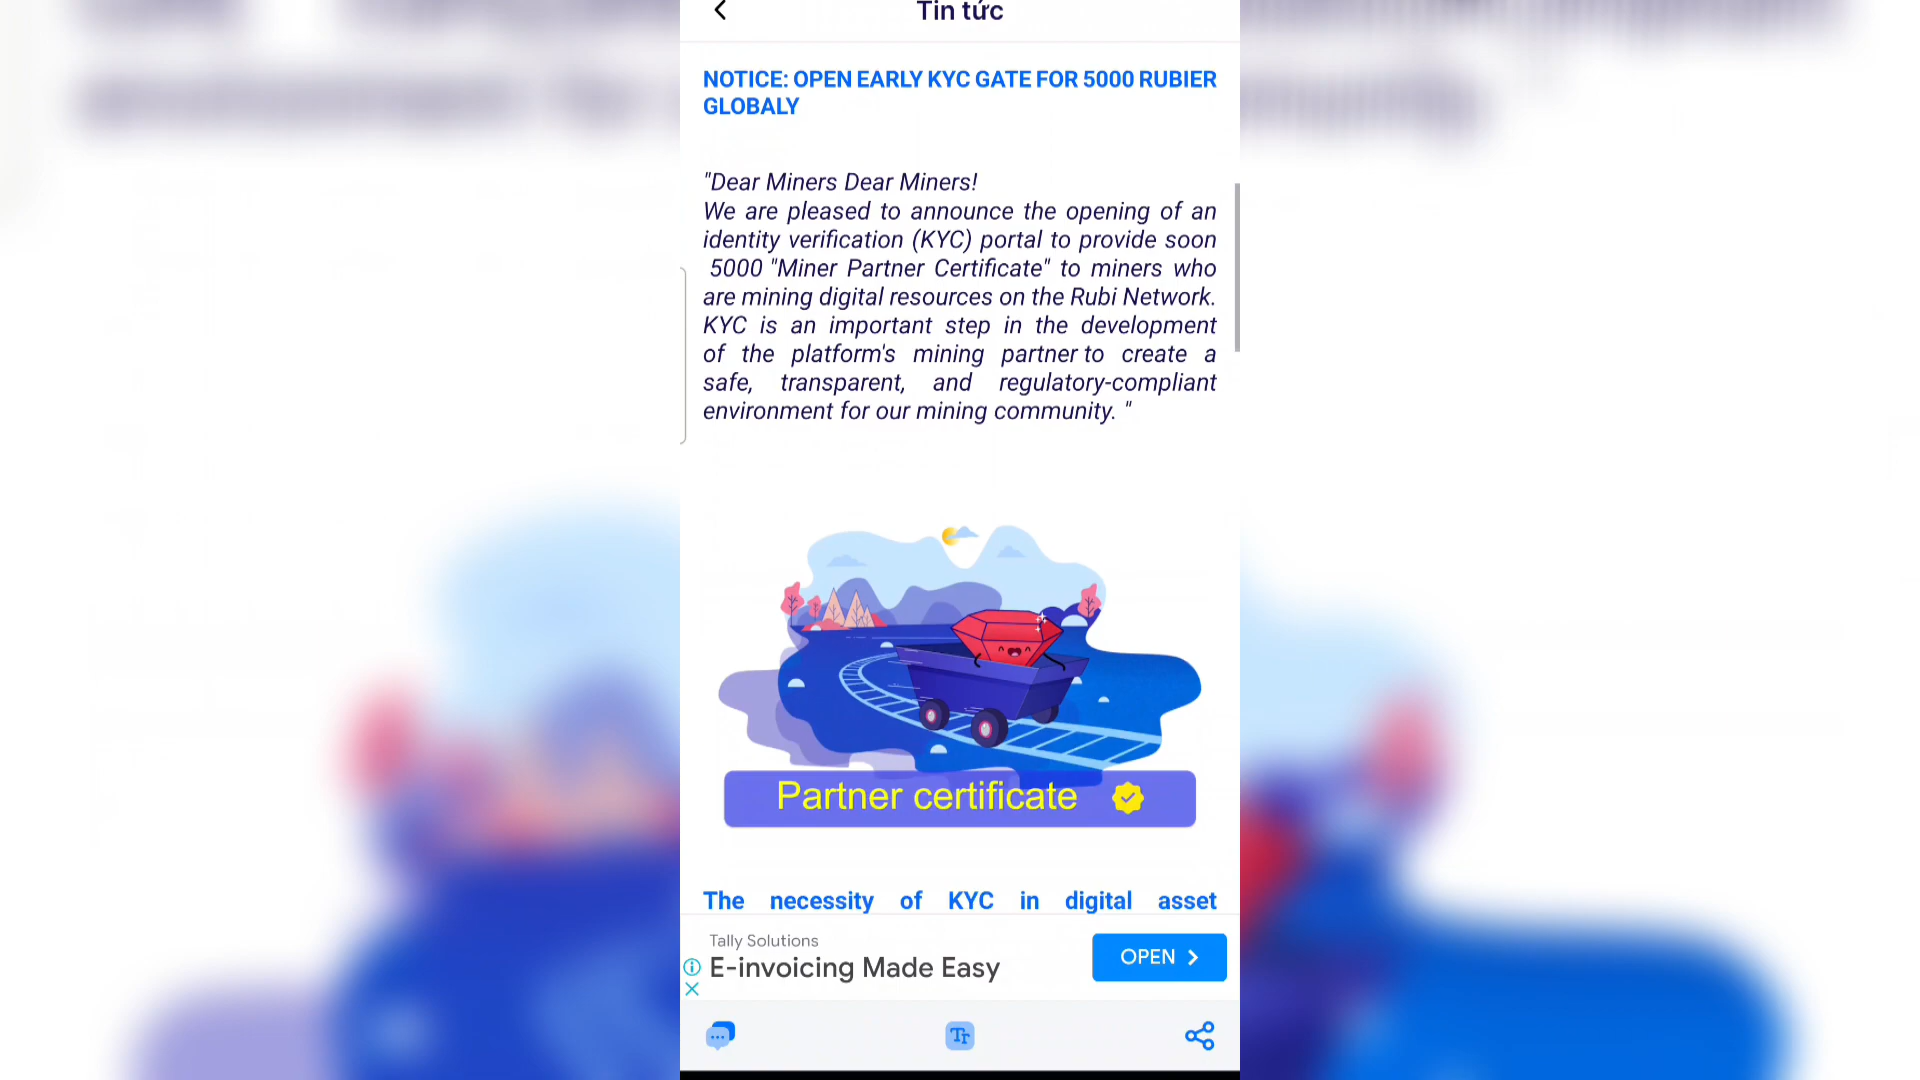 Tin tức
NOTICE: OPEN EARLY KYC GATE FOR 5000 RUBIER
GLOBALY
"Dear Miners Dear Miners!
We are pleased to announce the opening of an
identity verification (KYC) portal to provide soon
5000 "Miner Partner Certificate" to miners who
are mining digital resources on the Rubi Network.
KYC is an important step in the development
of the platform's mining partner to create a
safe, transparent, and regulatory-compliant
environment for our mining community. "
Partner certificate
The necessity of KYC in digital asset
Tally Solutions
E-invoicing Made Easy
OPEN
Tr